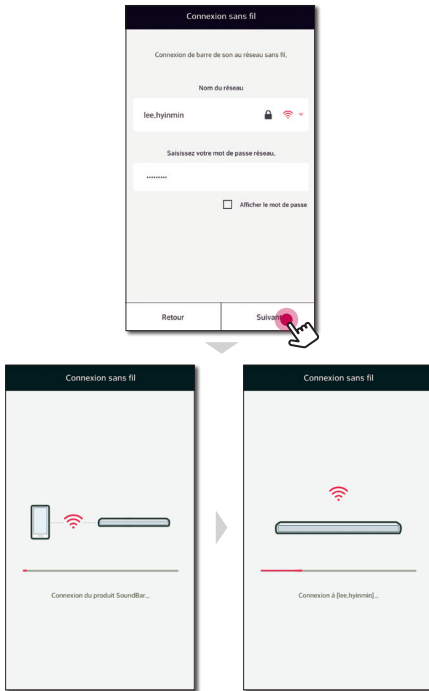 Connexion sans fil
Connexion de barre de son au réseau sans fil.
Nom du réseau
lee,hyinmin
Saisissez votre mot de passe réseau.
.........
Afficher le mot de passe
Retour
Suivant
Connexion sans fil
Connexion du produit SoundBar...
Connexion sans fil
Connexion à [lee,hyinmin]...